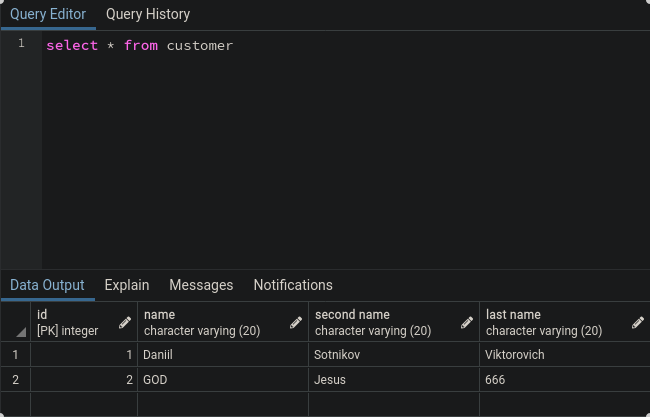 Query Editor Query History
1 select * from customer
Data Output Explain Messages Notifications
id name second name last name
[PK] integer character varying (20) character varying (20) character varying (20)
1 1 Daniil Sotnikov Viktorovich
2 2 GOD Jesus 666